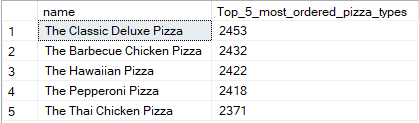 name Top_5_most_ordered_pizza_types
1 The Classic Deluxe Pizza 2453
2 The Barbecue Chicken Pizza 2432
3 The Hawaiian Pizza 2422
4 The Pepperoni Pizza 2418
5 The Thai Chicken Pizza 2371